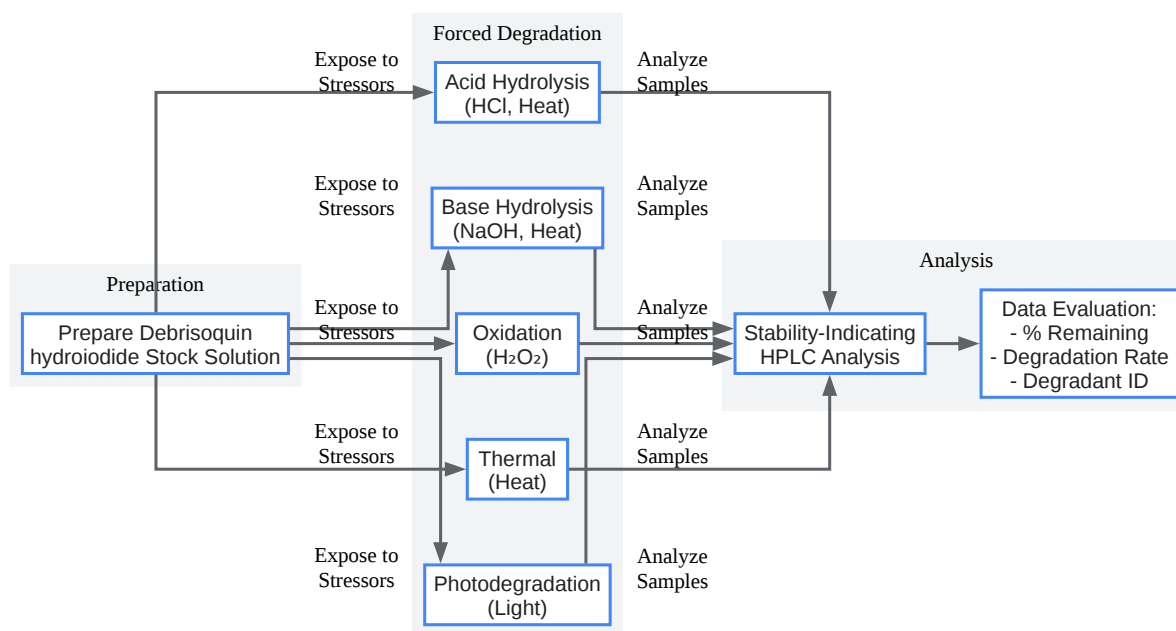 Forced Degradation
Expose to
Stressors
Acid Hydrolysis
(HCl, Heat)
Analyze
Samples
Expose to
Stressors
Base Hydrolysis
(NaOH, Heat)
Analyze
Samples
Preparation
Prepare Debrisoquin
hydroiodide Stock Solution
Expose to
Stressors
Oxidation
(H₂O₂)
Analyze
Samples
Analysis
Stability-Indicating
HPLC Analysis
Data Evaluation:
- % Remaining
- Degradation Rate
- Degradant ID
Expose to
Stressors
Thermal
(Heat)
Analyze
Samples
Expose to
Stressors
Photodegradation
(Light)
Analyze
Samples